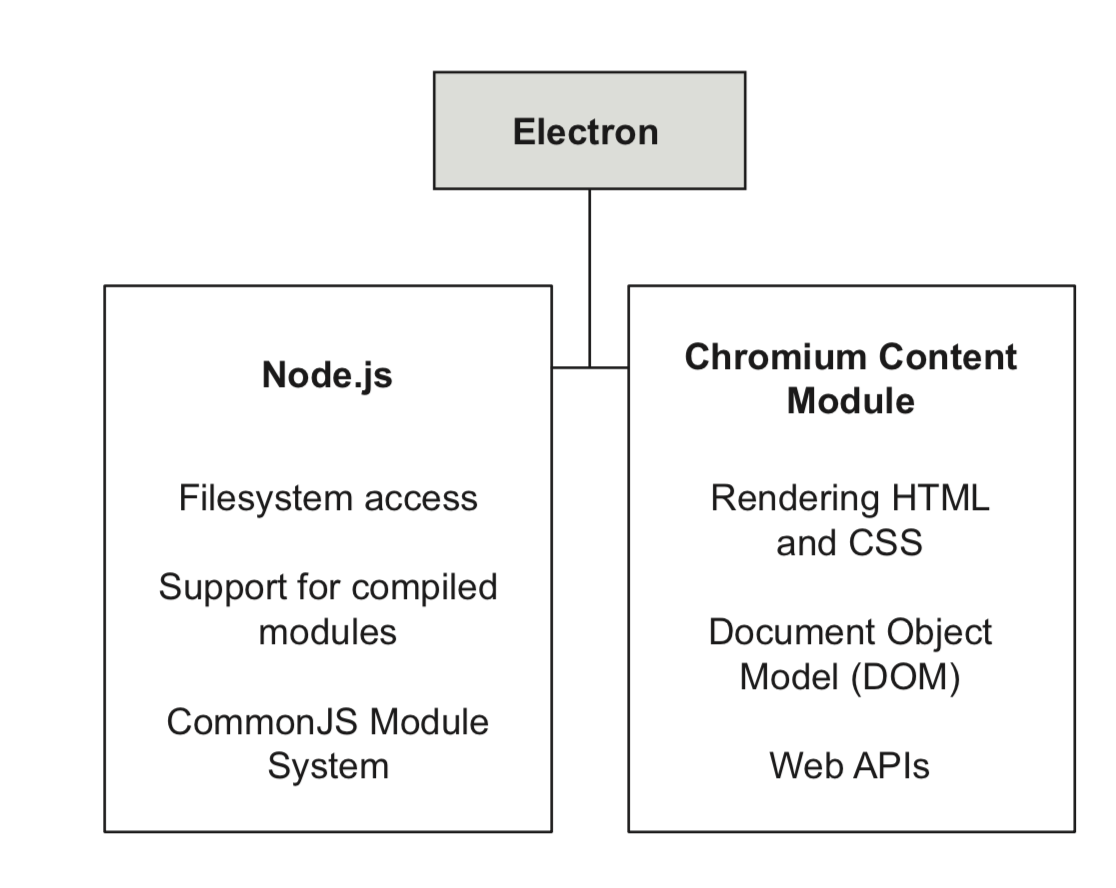 Electron
Node.js
Filesystem access
Support for compiled
modules
CommonJS Module
System
Chromium Content
Module
Rendering HTML
and CSS
Document Object
Model (DOM)
Web APIs